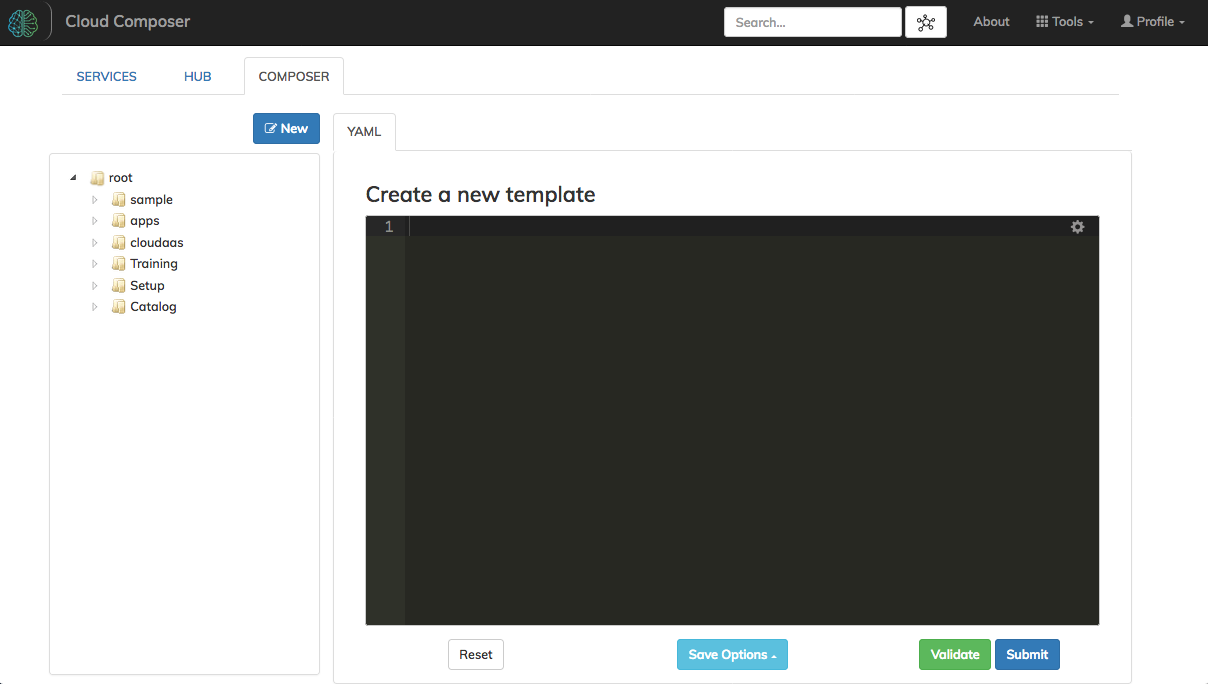 Cloud Composer
Search...
About
Tools
Profile
SERVICES
HUB
COMPOSER
New
YAML
root
sample
apps
cloudaas
Training
Setup
Catalog
Create a new template
1
Reset
Save Options
Validate
Submit